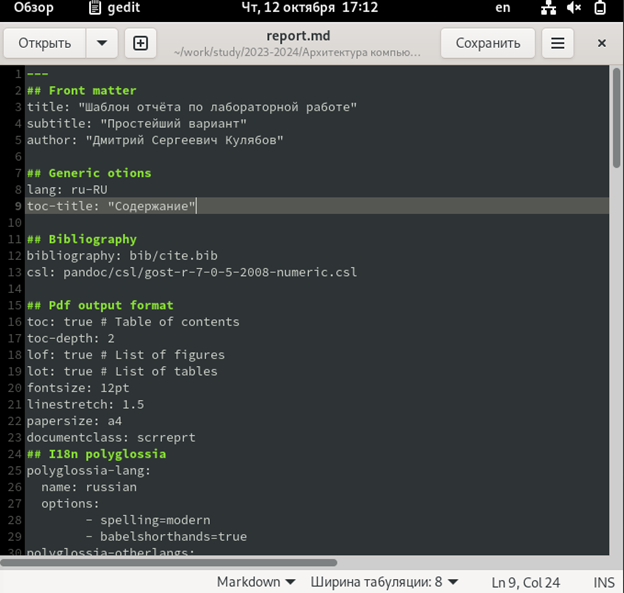 Обзор gedit Чт, 12 октября 17:12 en
Открыть report.md Сохранить
~/work/study/2023-2024/Архитектура компью…
1 ---
2 ## Front matter
3 title: "Шаблон отчёта по лабораторной работе"
4 subtitle: "Простейший вариант"
5 author: "Дмитрий Сергеевич Кулябов"
6
7 ## Generic otions
8 lang: ru-RU
9 toc-title: "Содержание"
10
11 ## Bibliography
12 bibliography: bib/cite.bib
13 csl: pandoc/csl/gost-r-7-0-5-2008-numeric.csl
14
15 ## Pdf output format
16 toc: true # Table of contents
17 toc-depth: 2
18 lof: true # List of figures
19 lot: true # List of tables
20 fontsize: 12pt
21 linestretch: 1.5
22 papersize: a4
23 documentclass: scrreprt
24 ## I18n polyglossia
25 polyglossia-lang:
26   name: russian
27   options:
28         - spelling=modern
29         - babelshorthands=true
30 polyglossia-otherlangs:
Markdown Ширина табуляции: 8 Ln 9, Col 24 INS